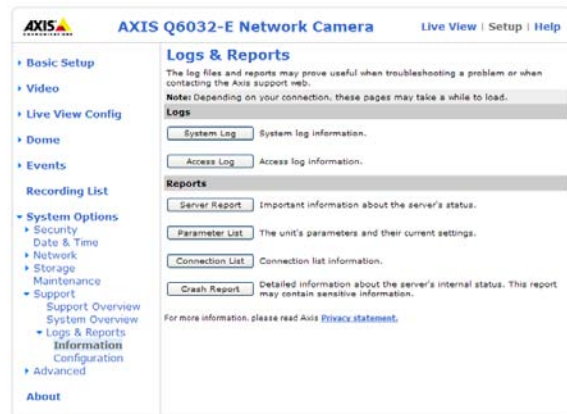 AXIS
COMMUNICATIONS
AXIS Q6032-E Network Camera
Live View | Setup | Help
Basic Setup
Video
Live View Config
Dome
Events
Recording List
System Options
Security
Date & Time
Network
Storage
Maintenance
Support
Support Overview
System Overview
Logs & Reports
Information
Configuration
Advanced
About
Logs & Reports
The log files and reports may prove useful when troubleshooting a problem or when
contacting the Axis support web.
Note: Depending on your connection, these pages may take a while to load.
Logs
System Log System log information.
Access Log Access log information.
Reports
Server Report Important information about the server's status.
Parameter List The unit's parameters and their current settings.
Connection List Connection list information.
Crash Report Detailed information about the server's internal status. This report
may contain sensitive information.
For more information, please read Axis Privacy statement.